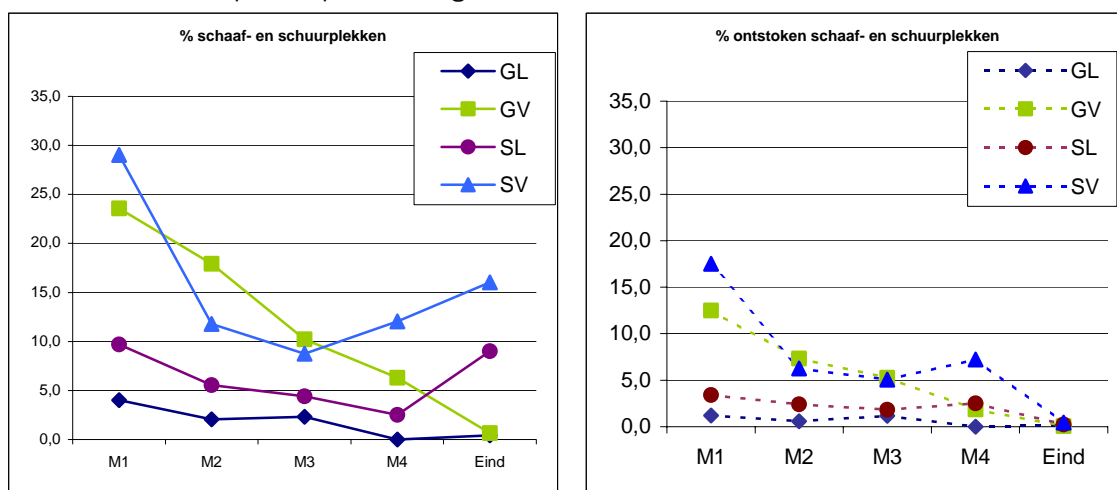 % schaaf- en schuurplekken
GL
GV
SL
SV
35,0
30,0
25,0
20,0
15,0
10,0
5,0
0,0
M1 M2 M3 M4 Eind
% ontstoken schaaf- en schuurplekken
GL
GV
SL
SV
35,0
30,0
25,0
20,0
15,0
10,0
5,0
0,0
M1 M2 M3 M4 Eind